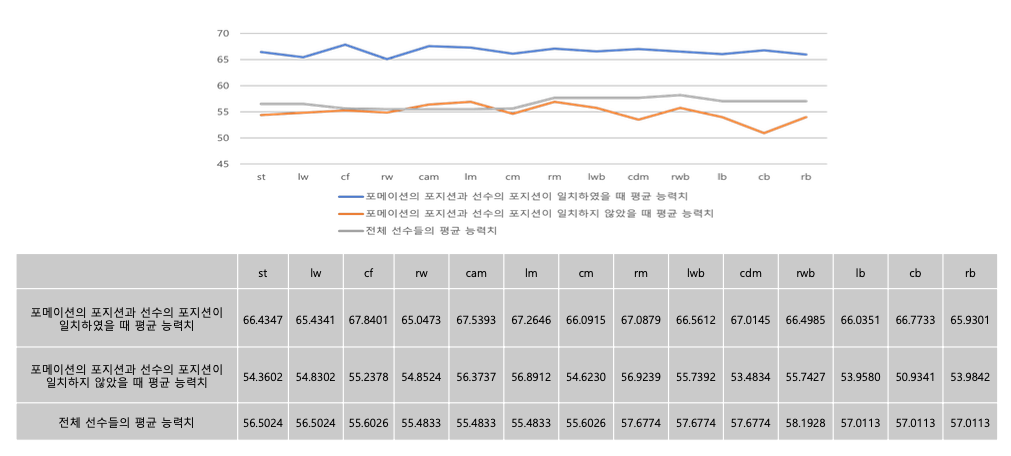 70
65
60
55
50
45
st lw cf rw cam lm cm rm lwb cdm rwb lb cb rb
포메이션의 포지션과 선수의 포지션이 일치하였을 때 평균 능력치
포메이션의 포지션과 선수의 포지션이 일치하지 않았을 때 평균 능력치
전체 선수들의 평균 능력치
st lw cf rw cam lm cm rm lwb cdm rwb lb cb rb
포메이션의 포지션과 선수의 포지션이
일치하였을 때 평균 능력치
66.4347 65.4341 67.8401 65.0473 67.5393 67.2646 66.0915 67.0879 66.5612 67.0145 66.4985 66.0351 66.7733 65.9301
포메이션의 포지션과 선수의 포지션이
일치하지 않았을 때 평균 능력치
54.3602 54.8302 55.2378 54.8524 56.3737 56.8912 54.6230 56.9239 55.7392 53.4834 55.7427 53.9580 50.9341 53.9842
전체 선수들의 평균 능력치 56.5024 56.5024 55.6026 55.4833 55.4833 55.4833 55.6026 57.6774 57.6774 57.6774 58.1928 57.0113 57.0113 57.0113